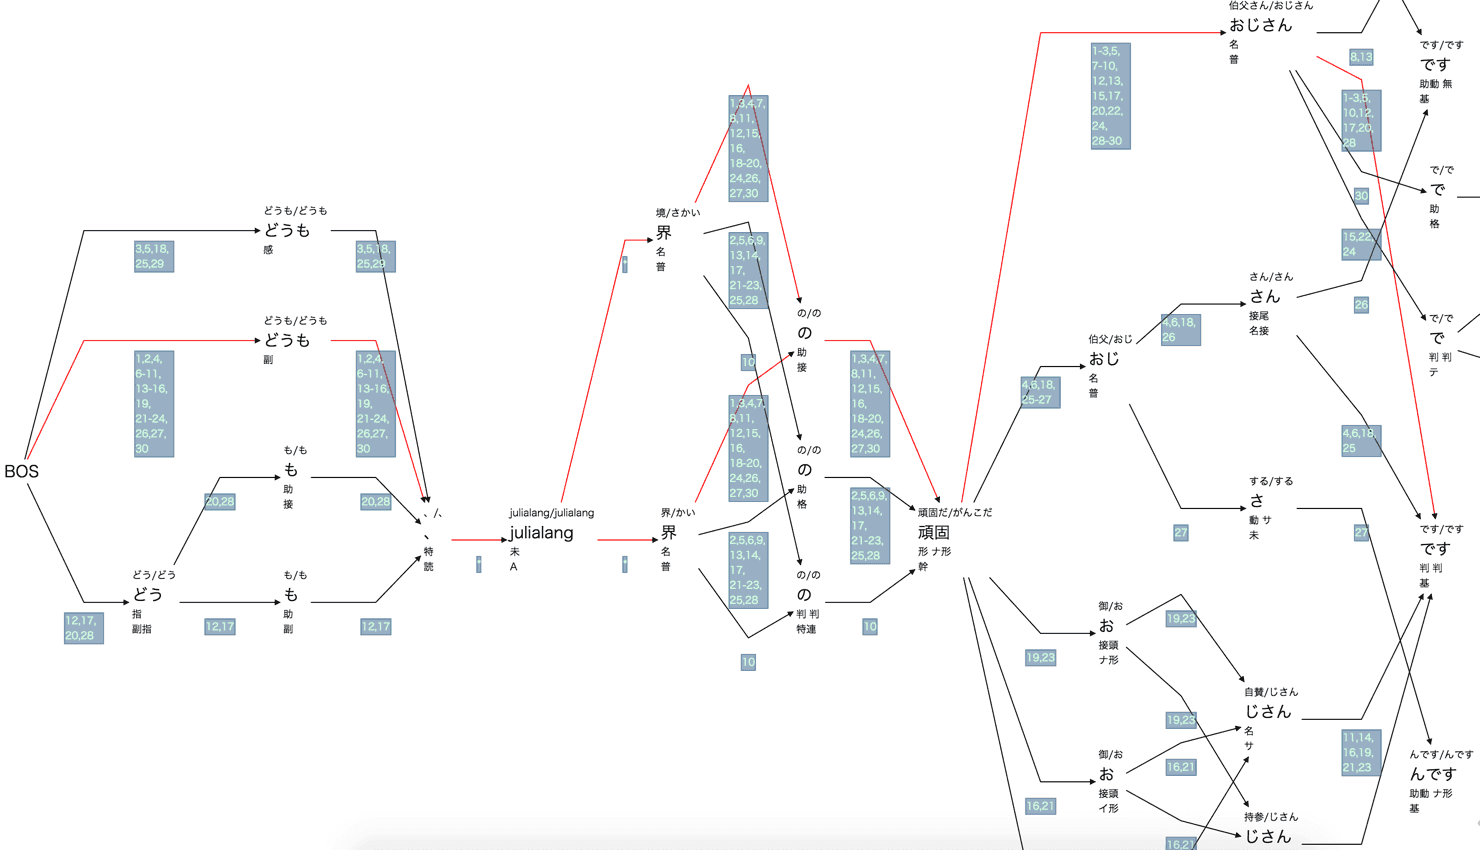 BOS
どうも/どうも
どうも
感
3,5,18,
25,29
3,5,18,
25,29
どうも/どうも
どうも
副
1,2,4,
6-11,
13-16,
19,
21-24,
26,27,
30
1,2,4,
6-11,
13-16,
19,
21-24,
26,27,
30
も/も
も
助
接
20,28
20,28
どう/どう
どう
指
副指
12,17,
20,28
も/も
も
助
副
12,17
12,17
、/、
、
特
読
*
julialang/julialang
julialang
未
A
*
*
境/さかい
界
名
普
1,3,4,7,
8,11,
12,15,
16,
18-20,
24,26,
27,30
2,5,6,9,
13,14,
17,
21-23,
25,28
10
界/かい
界
名
普
1,3,4,7,
8,11,
12,15,
16,
18-20,
24,26,
27,30
2,5,6,9,
13,14,
17,
21-23,
25,28
10
の/の
の
助
接
1,3,4,7,
8,11,
12,15,
16,
18-20,
24,26,
27,30
の/の
の
助
格
2,5,6,9,
13,14,
17,
21-23,
25,28
の/の
の
判 判
特連
10
頑固だ/がんこだ
頑固
形 ナ形
幹
1-3,5,
7-10,
12,13,
15,17,
20,22,
24,
28-30
伯父さん/おじさん
おじさん
名
普
8,13
1-3,5,
10,12,
17,20,
28
30
15,22,
24
4,6,18,
25-27
伯父/おじ
おじ
名
普
4,6,18,
26
さん/さん
さん
接尾
名接
26
4,6,18,
25
27
する/する
さ
動 サ
未
27
19,23
御/お
お
接頭
ナ形
19,23
19,23
16,21
御/お
お
接頭
イ形
16,21
16,21
自賛/じさん
じさん
名
サ
11,14,
16,19,
21,23
持参/じさん
じさん
です/です
です
助動 無
基
で/で
で
助
格
で/で
で
判 判
テ
です/です
です
判 判
基
んです/んです
んです
助動 ナ形
基